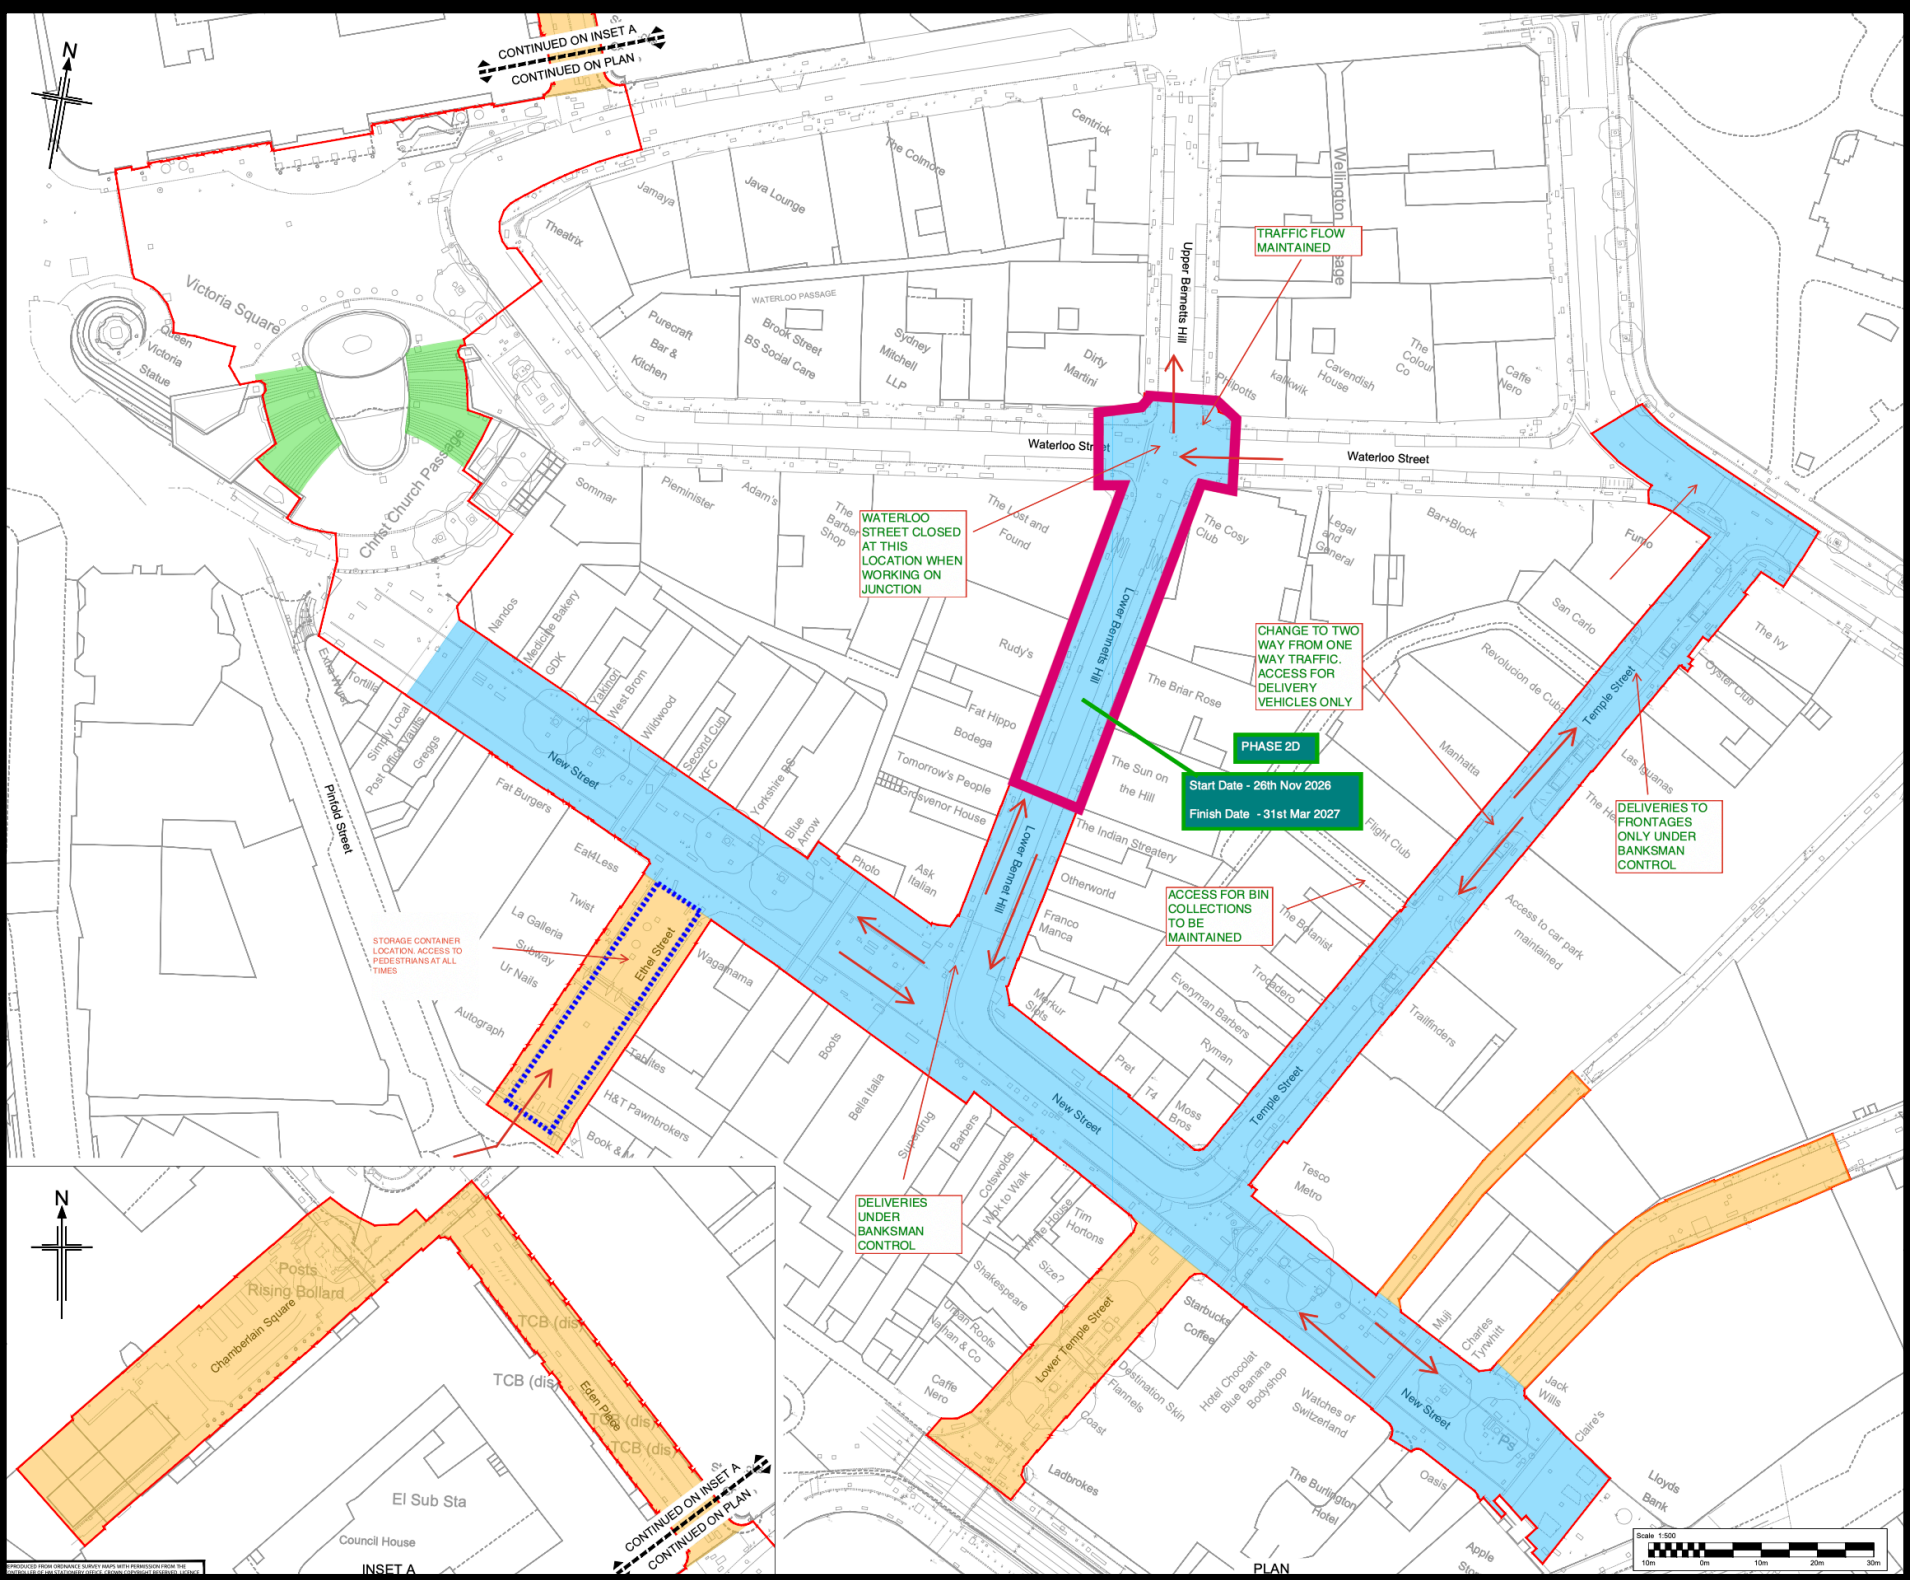 N
CONTINUED ON INSET A
CONTINUED ON PLAN
Centrick
The Colmore
Java Lounge
Jamaya
Theatrix
Upper Bennetts Hill
TRAFFIC FLOW
MAINTAINED
Victoria Square
Queen
Victoria
Statue
Christ Church Passage
WATERLOO PASSAGE
Purecraft
Bar &
Kitchen
Brook Street
BS Social Care
Sydney
Mitchell
LLP
Dirty
Martini
Philpotts
kalkwik
Cavendish
House
The
Colour
Co
Caffe
Nero
Waterloo Street
Waterloo Street
Sommar
Pleminister
Adam's
The
Barber
Shop
The Lost and
Found
The Cosy
Club
Legal
and
General
Bar+Block
Fumo
WATERLOO
STREET CLOSED
AT THIS
LOCATION WHEN
WORKING ON
JUNCTION
San Carlo
The Ivy
Nandos
Medicine Bakery
GDK
Yakinori
West Brom
Wildwood
Second Cup
KFC
Yorkshire BS
Blue
Arrow
Photo
Ask
Italian
Rudy's
Fat Hippo
Bodega
Tomorrow's People
Grosvenor House
Lower Bennetts Hill
The Briar Rose
The Sun on
the Hill
The Indian Streatery
Otherworld
Franco
Manca
Merkur
Slots
CHANGE TO TWO
WAY FROM ONE
WAY TRAFFIC.
ACCESS FOR
DELIVERY
VEHICLES ONLY
Revolucion de Cuba
Temple Street
Oyster Club
Las Iguanas
Manhatta
PHASE 2D
Start Date - 26th Nov 2026
Finish Date - 31st Mar 2027
Flight Club
DELIVERIES TO
FRONTAGES
ONLY UNDER
BANKSMAN
CONTROL
ACCESS FOR BIN
COLLECTIONS
TO BE
MAINTAINED
The Botanist
Access to car park
maintained
Trocadero
Everyman Barbers
Ryman
Trailfinders
Tortilla
Simply Local
Post Office Vaults
Greggs
Fat Burgers
Eat4Less
Pinfold Street
New Street
Lower Bennet Hill
Twist
La Galleria
Subway
Ur Nails
Autograph
STORAGE CONTAINER
LOCATION. ACCESS TO
PEDESTRIANS AT ALL
TIMES
Ethel Street
Wagamama
Tablites
H&T Pawnbrokers
Boots
Bella Italia
Superdrug
Barbers
Cotswolds
Wok to Walk
White House
Tim
Hortons
Size?
Shakespeare
Urban Roots
Nathan & Co
Caffe
Nero
New Street
Pret
T4
Moss
Bros
Temple Street
Tesco
Metro
DELIVERIES
UNDER
BANKSMAN
CONTROL
Lower Temple Street
Starbucks
Coffee
Destination Skin
Flannels
Coast
Ladbrokes
Hotel Chocolat
Blue Banana
Bodyshop
Watches of
Switzerland
The Burlington
Hotel
Oasis
Muji
Charles
Tyrwhitt
Jack
Wills
Claire's
New Street
PS
Lloyds
Bank
Apple
N
Posts
Rising Bollard
Chamberlain Square
TCB (dis)
TCB (dis)
TCB (dis)
TCB (dis)
Eden Place
El Sub Sta
Council House
CONTINUED ON INSET A
CONTINUED ON PLAN
INSET A
PLAN
Scale 1:500
10m 0m 10m 20m 30m